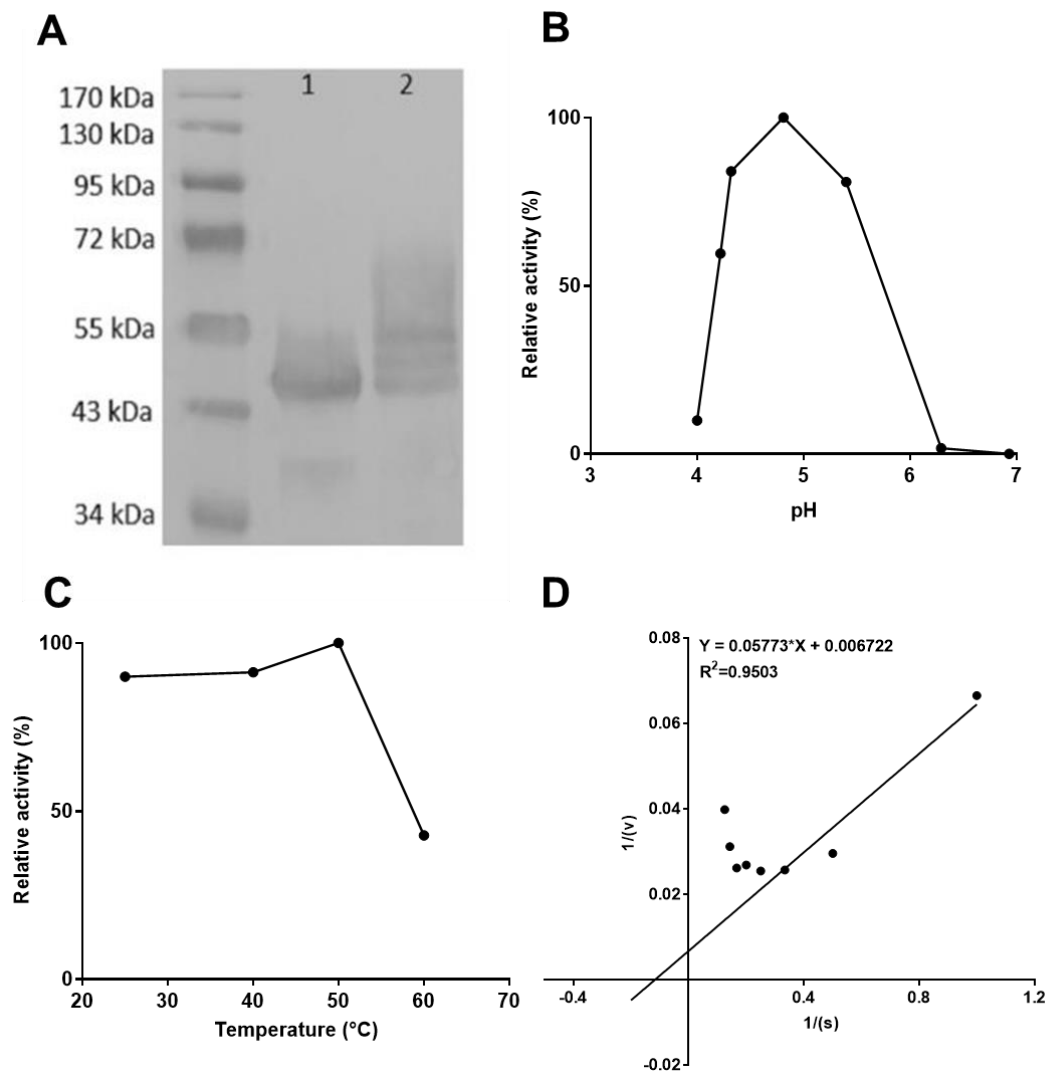 A
1 2
170 kDa
130 kDa
95 kDa
72 kDa
55 kDa
43 kDa
34 kDa
B
Relative activity (%)
100
50
0
3 4 5 6 7
pH
C
Relative activity (%)
100
50
0
20 30 40 50 60 70
Temperature (°C)
D
Y = 0.05773*X + 0.006722
R²=0.9503
1/(v)
0.08
0.06
0.04
0.02
-0.02
-0.4 0.4 0.8 1.2
1/(s)